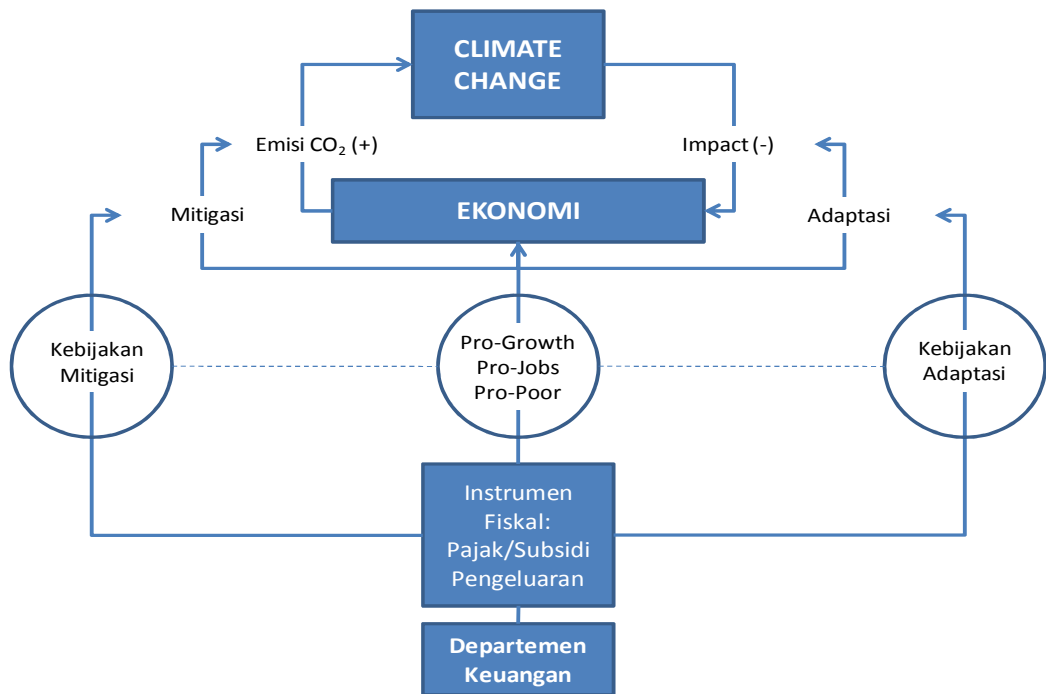 CLIMATE
CHANGE
Emisi CO₂ (+)
Impact (-)
Mitigasi
EKONOMI
Adaptasi
Kebijakan
Mitigasi
Pro-Growth
Pro-Jobs
Pro-Poor
Kebijakan
Adaptasi
Instrumen
Fiskal:
Pajak/Subsidi
Pengeluaran
Departemen
Keuangan